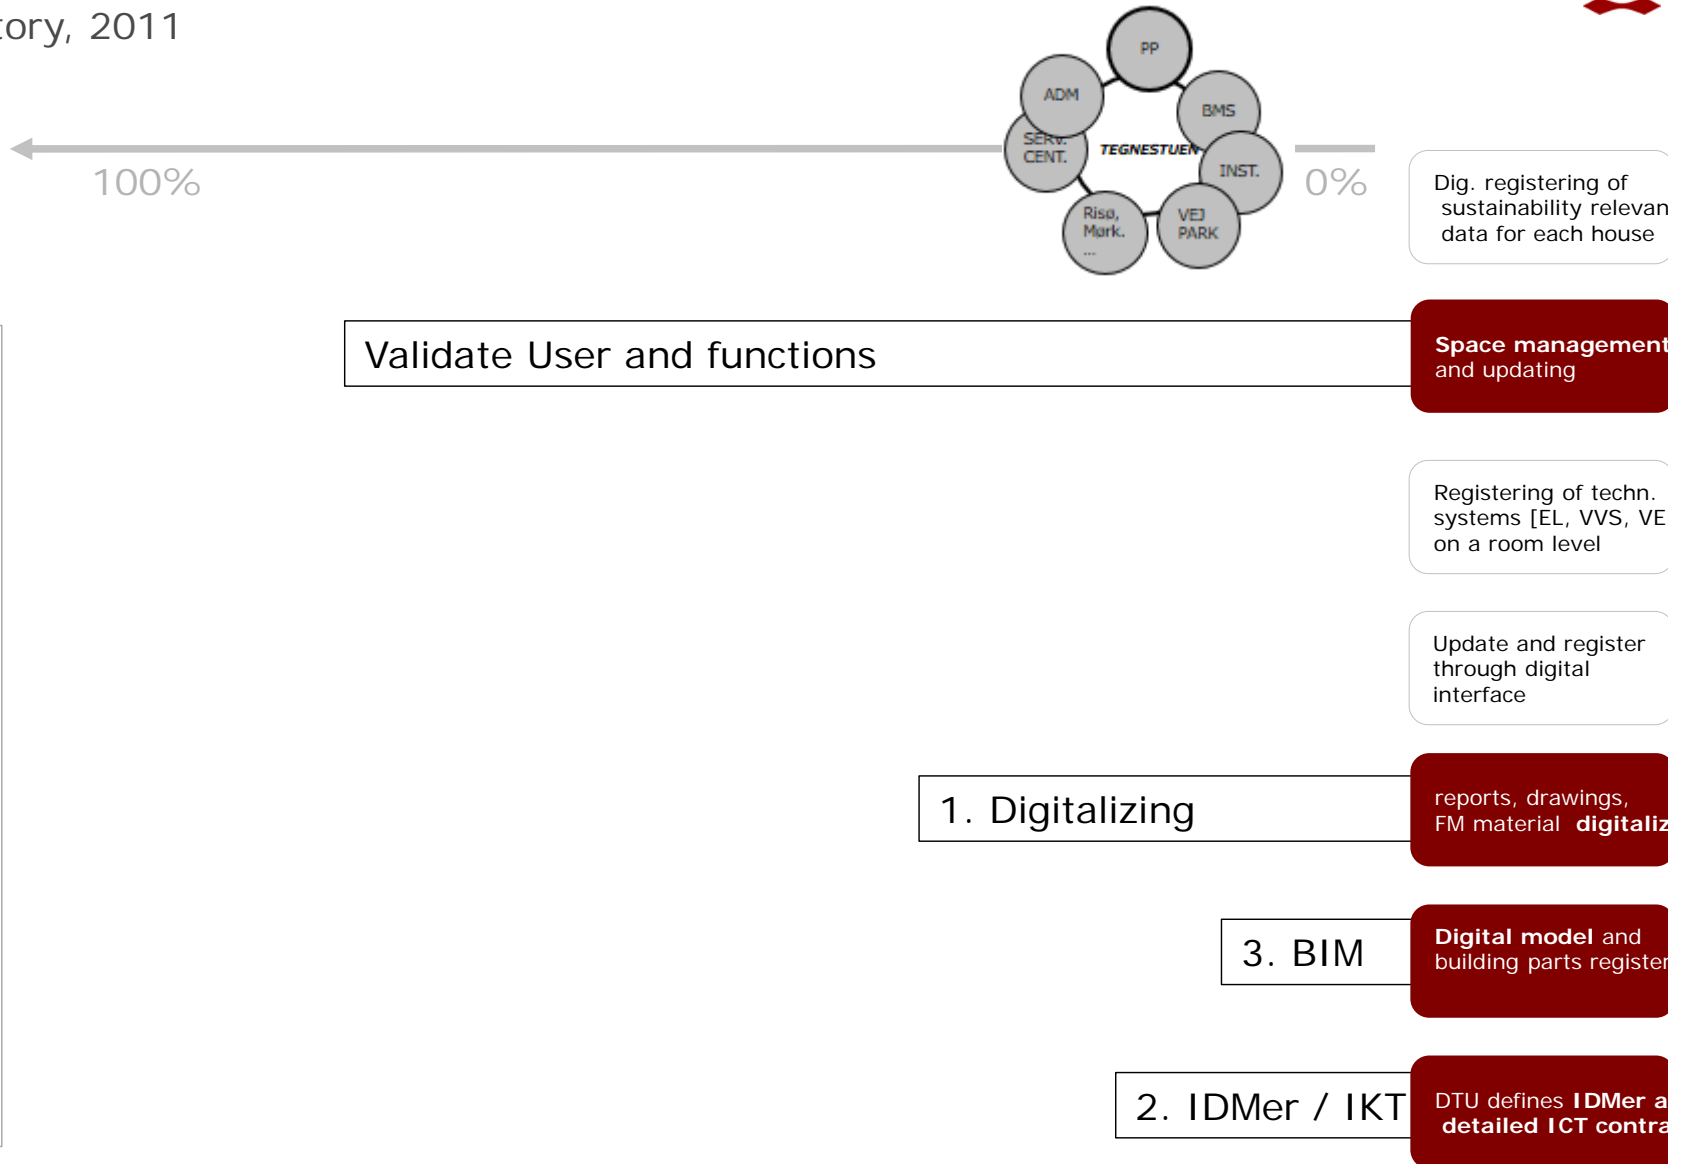 tory, 2011
PP
ADM
BMS
SERV.
CENT.
TEGNESTUEN
INST.
Risø,
Mørk.
...
VEJ
PARK
100%
0%
Dig. registering of
sustainability relevan
data for each house
Validate User and functions
Space management
and updating
Registering of techn.
systems [EL, VVS, VE
on a room level
Update and register
through digital
interface
1. Digitalizing
reports, drawings,
FM material digitaliz
3. BIM
Digital model and
building parts register
2. IDMer / IKT
DTU defines IDMer a
detailed ICT contra